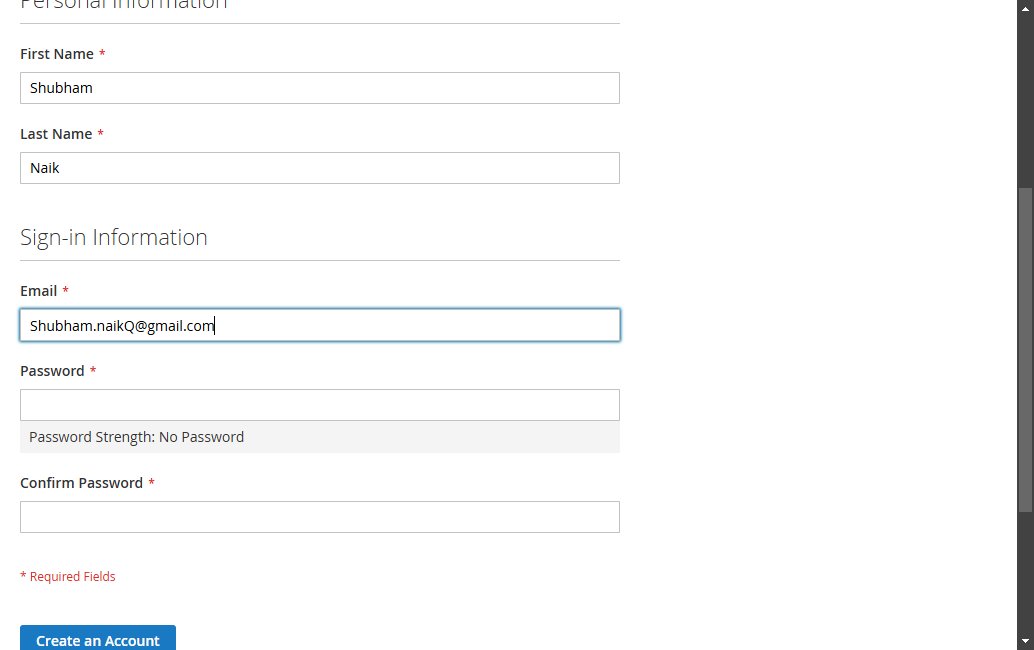 Personal Information
First Name *
Shubham
Last Name *
Naik
Sign-in Information
Email *
Shubham.naikQ@gmail.com
Password *
Password Strength: No Password
Confirm Password *
* Required Fields
Create an Account